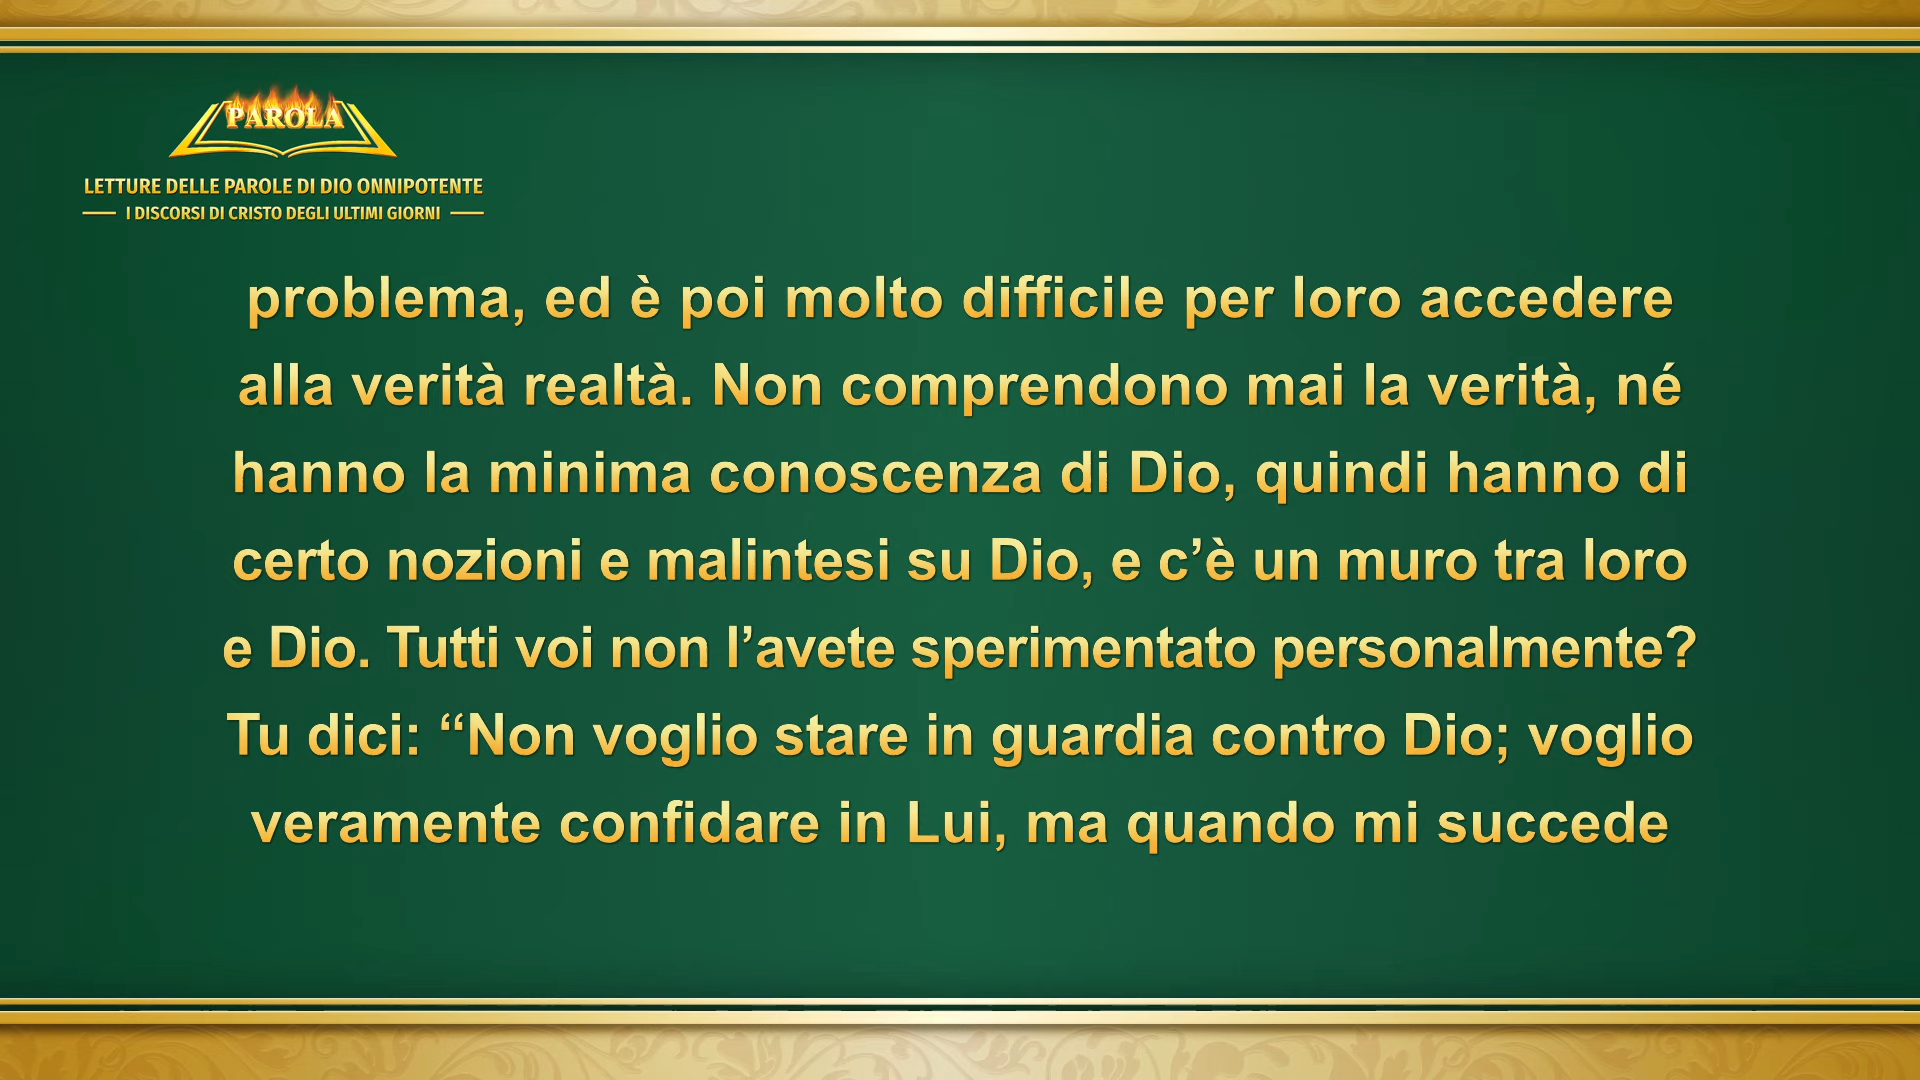 PAROLA
LETTURE DELLE PAROLE DI DIO ONNIPOTENTE
I DISCORSI DI CRISTO DEGLI ULTIMI GIORNI
problema, ed è poi molto difficile per loro accedere
alla verità realtà. Non comprendono mai la verità, né
hanno la minima conoscenza di Dio, quindi hanno di
certo nozioni e malintesi su Dio, e c’è un muro tra loro
e Dio. Tutti voi non l’avete sperimentato personalmente?
Tu dici: “Non voglio stare in guardia contro Dio; voglio
veramente confidare in Lui, ma quando mi succede